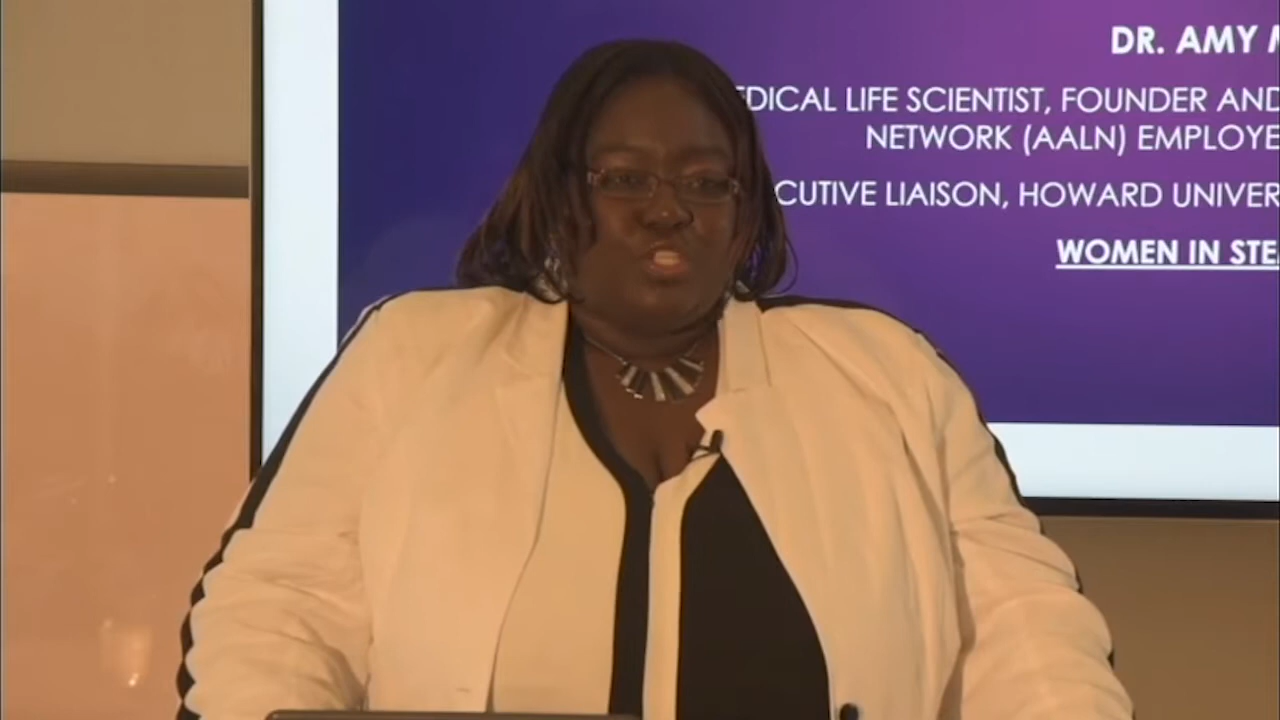 DR. AMY
EDICAL LIFE SCIENTIST, FOUNDER AND
NETWORK (AALN) EMPLOYE
CUTIVE LIAISON, HOWARD UNIVER
WOMEN IN STE